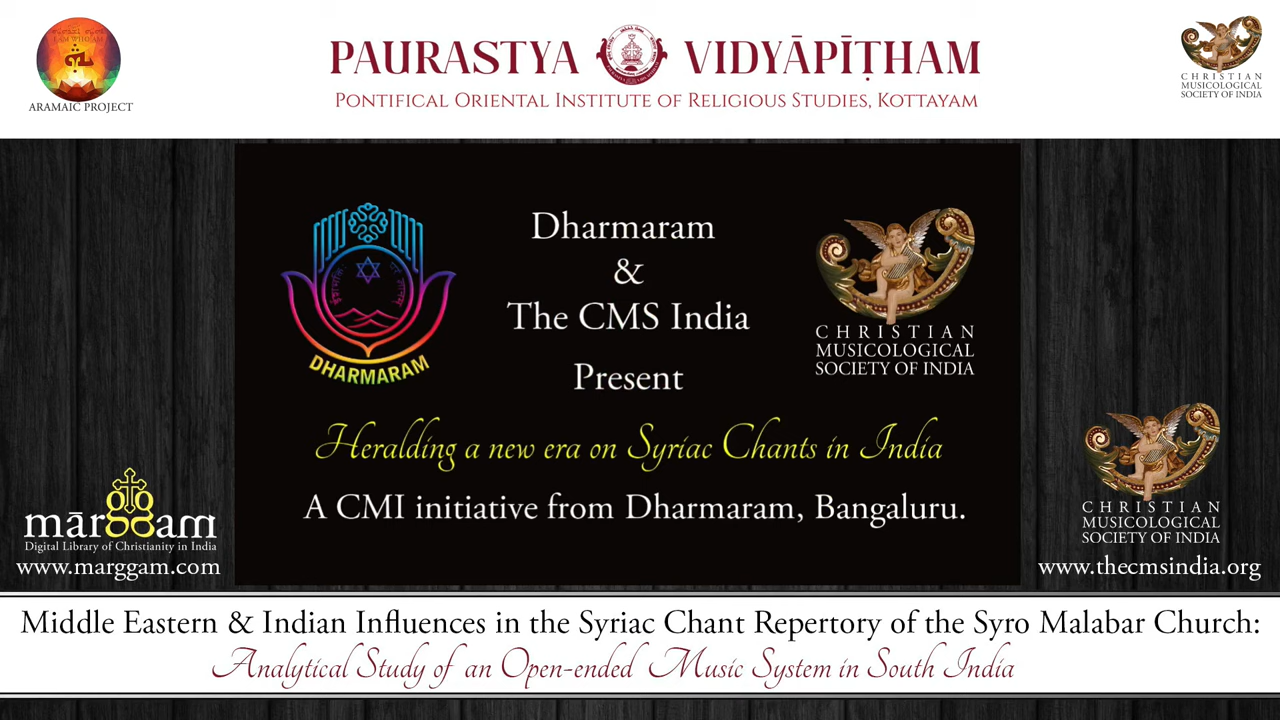 ARAMAIC PROJECT
PAURASTYA VIDYĀPĪṬHAM
PONTIFICAL ORIENTAL INSTITUTE OF RELIGIOUS STUDIES, KOTTAYAM
CHRISTIAN
MUSICOLOGICAL
SOCIETY OF INDIA
DHARMARAM
Dharmaram
&
The CMS India
Present
CHRISTIAN
MUSICOLOGICAL
SOCIETY OF INDIA
Heralding a new era on Syriac Chants in India
A CMI initiative from Dharmaram, Bangaluru.
mārggam
Digital Library of Christianity in India
www.marggam.com
CHRISTIAN
MUSICOLOGICAL
SOCIETY OF INDIA
www.thecmsindia.org
Middle Eastern & Indian Influences in the Syriac Chant Repertory of the Syro Malabar Church:
Analytical Study of an Open-ended Music System in South India